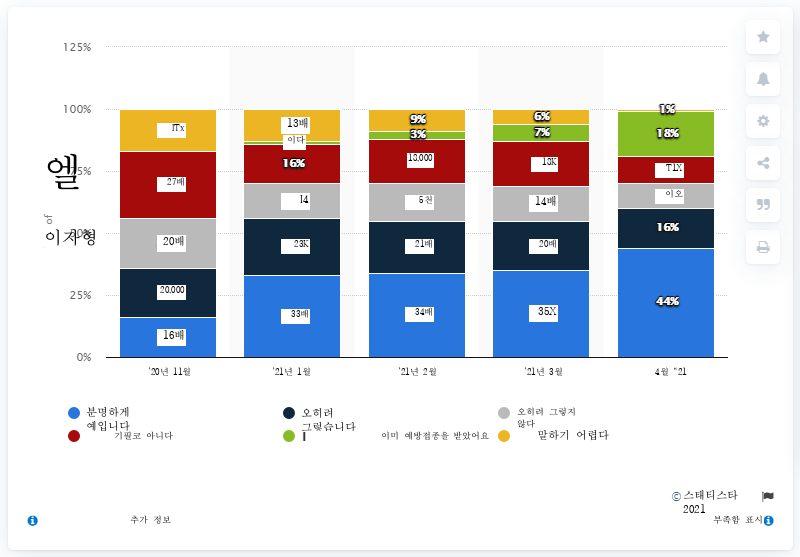 125%
100%
75%
50%
25%
0%
엘
of
이자형
16배
20,000
20배
27배
ITx
33배
23K
I4
16%
이다
13배
34배
21배
5천
13,000
3%
9%
35X
20배
14배
13K
7%
6%
44%
16%
이오
T1X
18%
1%
'20년 11월
'21년 1월
'21년 2월
'21년 3월
4월 "21
분명하게
예입니다
오히려
그렇습니다
오히려 그렇지
않다
기필코 아니다
I
이미 예방접종을 받았어요
말하기 어렵다
© 스태티스타
2021
추가 정보
부족함 표시